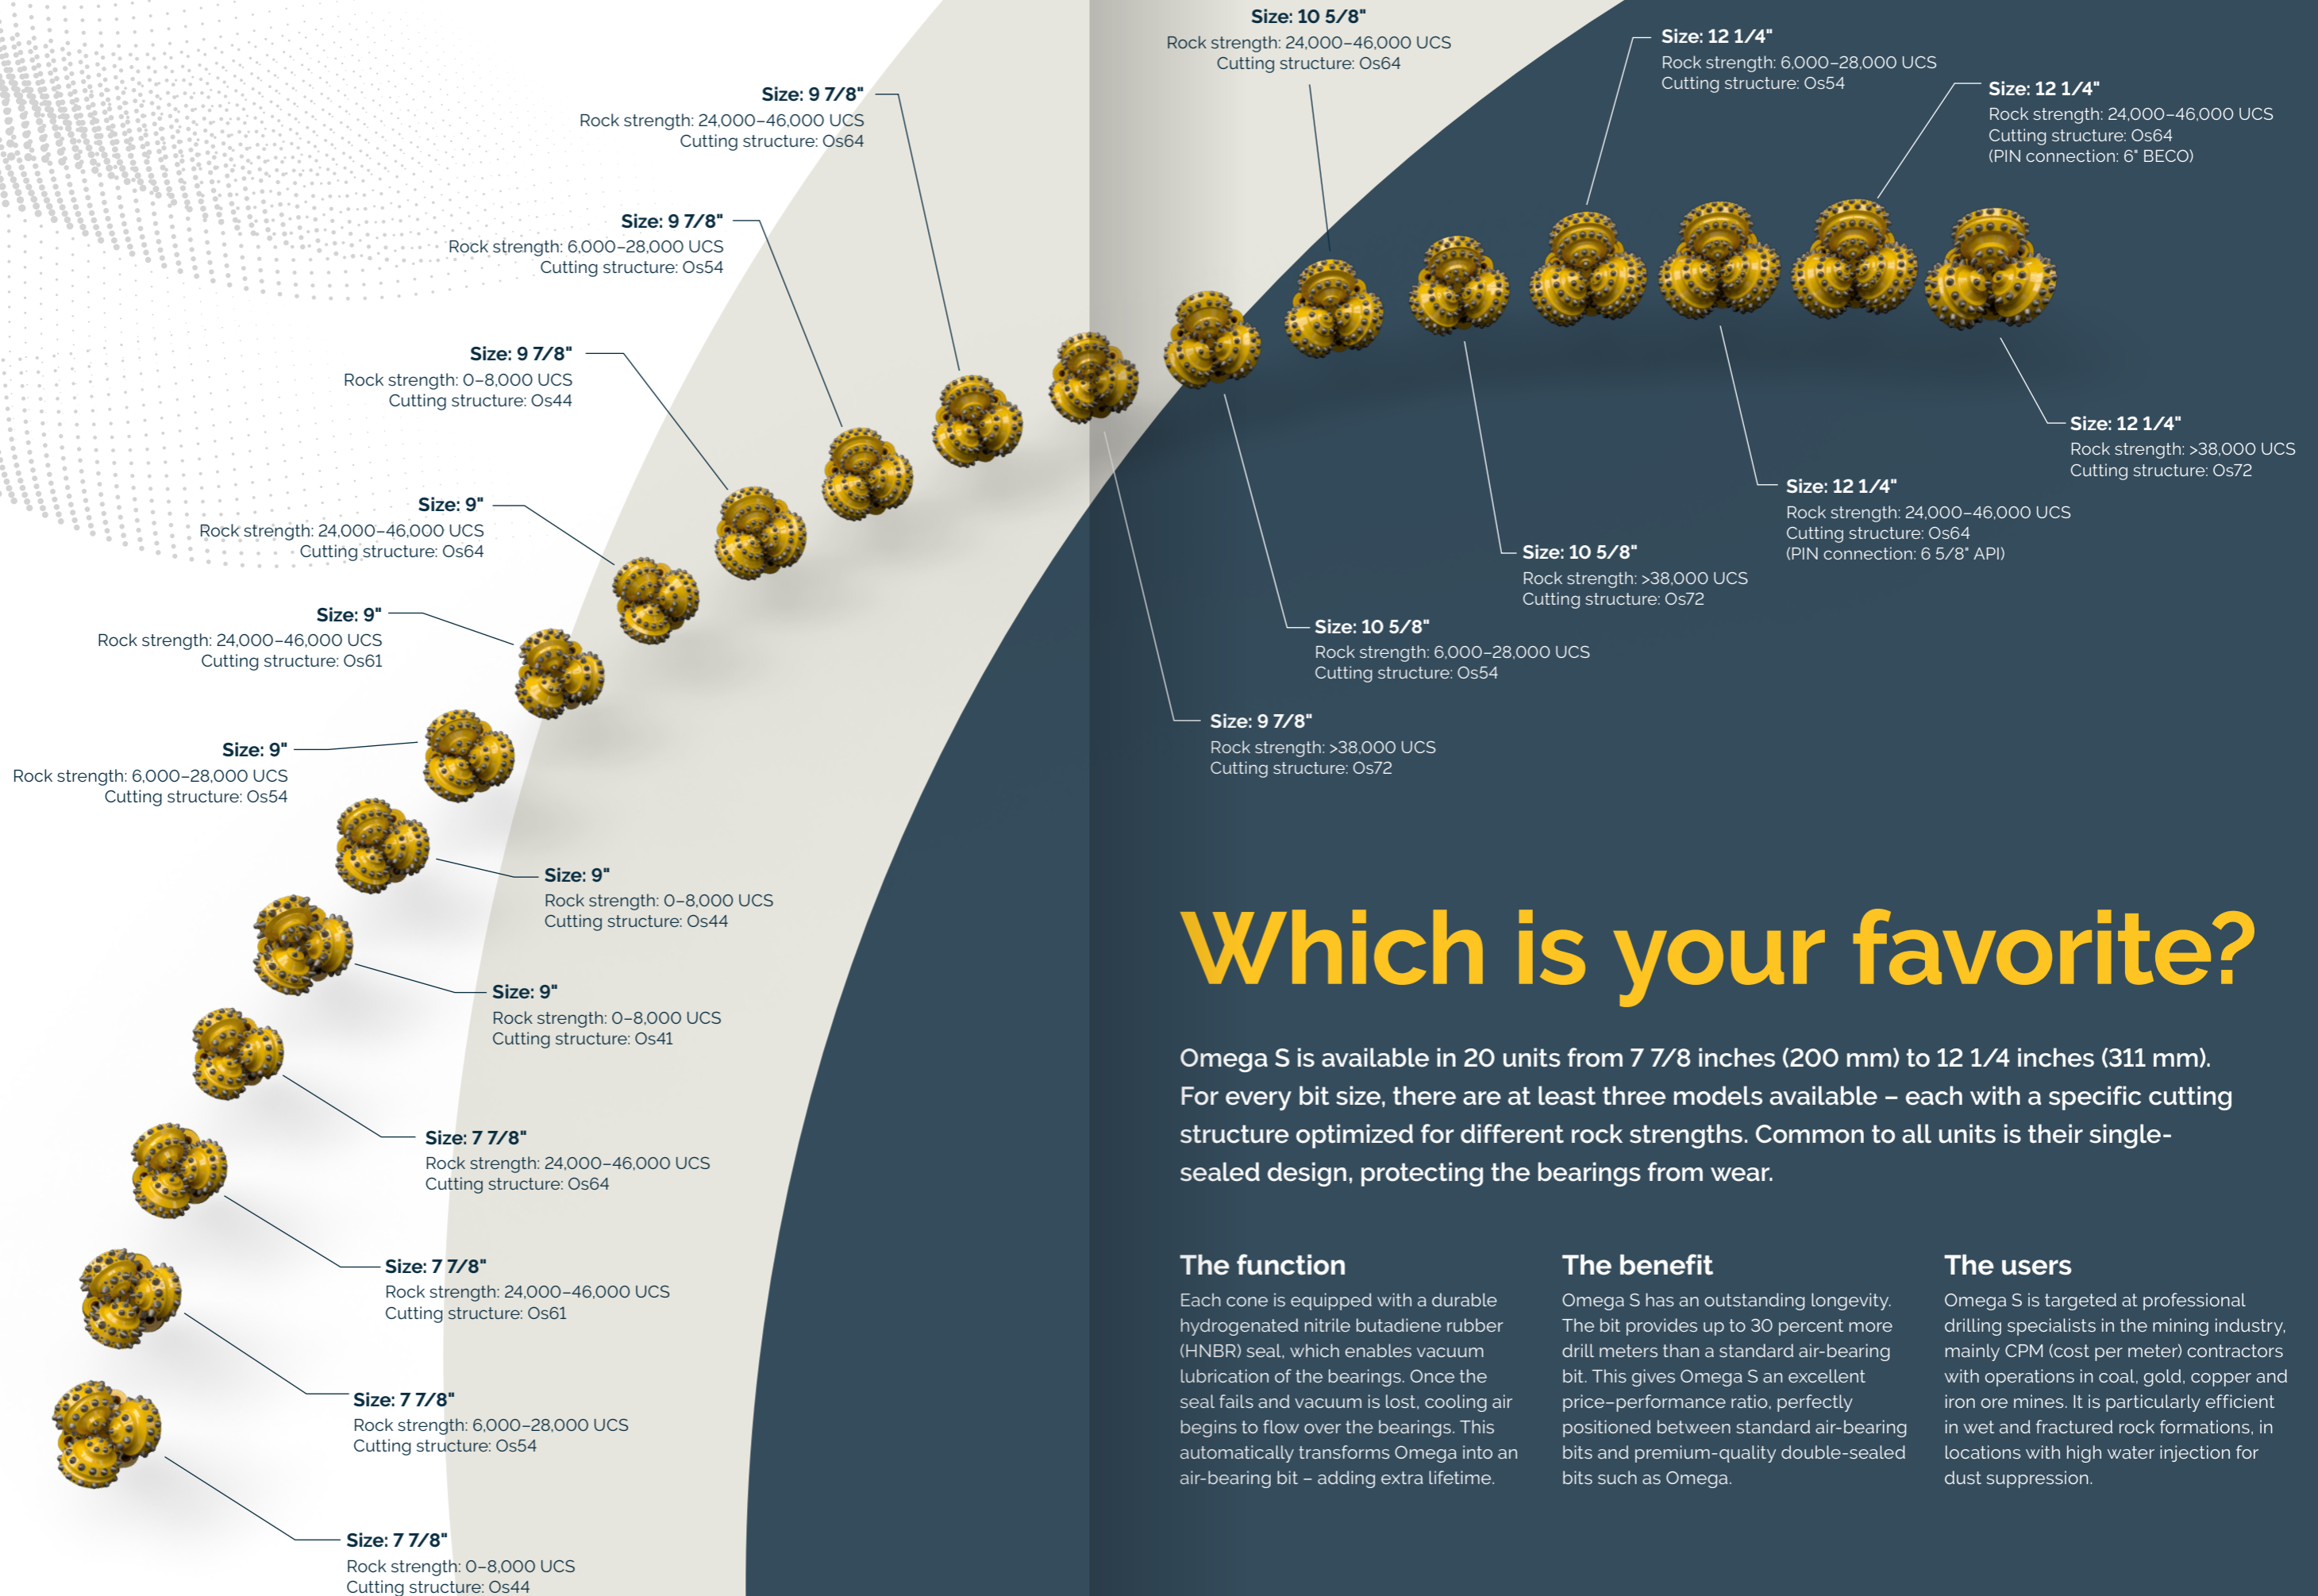 Size: 10 5/8"
Rock strength: 24,000–46,000 UCS
Cutting structure: Os64
Size: 12 1/4"
Rock strength: 6,000–28,000 UCS
Cutting structure: Os54
Size: 12 1/4"
Rock strength: 24,000–46,000 UCS
Cutting structure: Os64
(PIN connection: 6" BECO)
Size: 9 7/8"
Rock strength: 24,000–46,000 UCS
Cutting structure: Os64
Size: 9 7/8"
Rock strength: 6,000–28,000 UCS
Cutting structure: Os54
Size: 9 7/8"
Rock strength: 0–8,000 UCS
Cutting structure: Os44
Size: 9"
Rock strength: 24,000–46,000 UCS
Cutting structure: Os64
Size: 9"
Rock strength: 24,000–46,000 UCS
Cutting structure: Os61
Size: 9"
Rock strength: 6,000–28,000 UCS
Cutting structure: Os54
Size: 9"
Rock strength: 0–8,000 UCS
Cutting structure: Os44
Size: 9"
Rock strength: 0–8,000 UCS
Cutting structure: Os41
Size: 7 7/8"
Rock strength: 24,000–46,000 UCS
Cutting structure: Os64
Size: 7 7/8"
Rock strength: 24,000–46,000 UCS
Cutting structure: Os61
Size: 7 7/8"
Rock strength: 6,000–28,000 UCS
Cutting structure: Os54
Size: 7 7/8"
Rock strength: 0–8,000 UCS
Cutting structure: Os44
Size: 12 1/4"
Rock strength: >38,000 UCS
Cutting structure: Os72
Size: 12 1/4"
Rock strength: 24,000–46,000 UCS
Cutting structure: Os64
(PIN connection: 6 5/8" API)
Size: 10 5/8"
Rock strength: >38,000 UCS
Cutting structure: Os72
Size: 10 5/8"
Rock strength: 6,000–28,000 UCS
Cutting structure: Os54
Size: 9 7/8"
Rock strength: >38,000 UCS
Cutting structure: Os72
Which is your favorite?
Omega S is available in 20 units from 7 7/8 inches (200 mm) to 12 1/4 inches (311 mm).
For every bit size, there are at least three models available – each with a specific cutting
structure optimized for different rock strengths. Common to all units is their single-
sealed design, protecting the bearings from wear.
The function
Each cone is equipped with a durable
hydrogenated nitrile butadiene rubber
(HNBR) seal, which enables vacuum
lubrication of the bearings. Once the
seal fails and vacuum is lost, cooling air
begins to flow over the bearings. This
automatically transforms Omega into an
air-bearing bit – adding extra lifetime.
The benefit
Omega S has an outstanding longevity.
The bit provides up to 30 percent more
drill meters than a standard air-bearing
bit. This gives Omega S an excellent
price–performance ratio, perfectly
positioned between standard air-bearing
bits and premium-quality double-sealed
bits such as Omega.
The users
Omega S is targeted at professional
drilling specialists in the mining industry,
mainly CPM (cost per meter) contractors
with operations in coal, gold, copper and
iron ore mines. It is particularly efficient
in wet and fractured rock formations, in
locations with high water injection for
dust suppression.